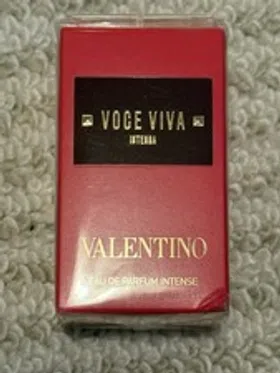 VOCE VIVA
INTENSA
VALENTINO
EAU DE PARFUM INTENSE